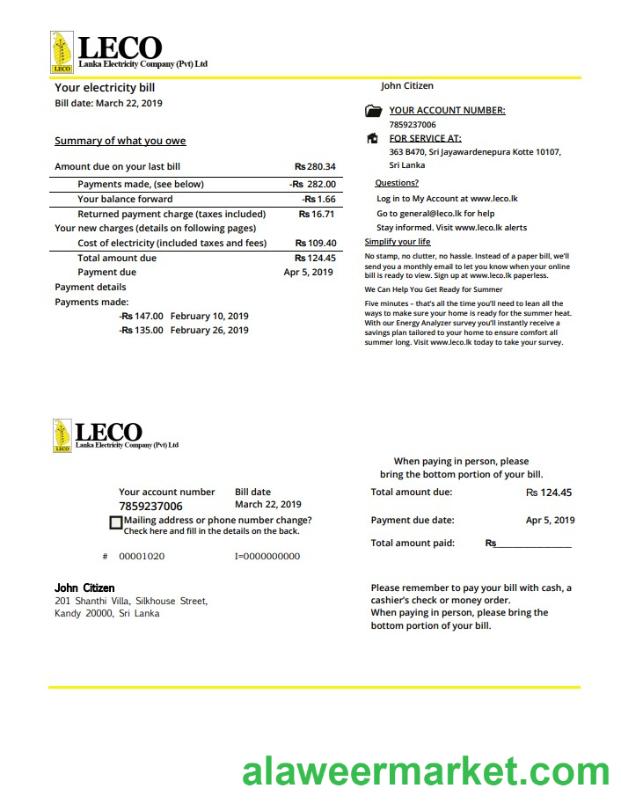 LECO
LECO
Lanka Electricity Company (Pvt) Ltd
Your electricity bill
Bill date: March 22, 2019
Summary of what you owe
Amount due on your last bill Rs 280.34
Payments made, (see below) -Rs 282.00
Your balance forward -Rs 1.66
Returned payment charge (taxes included) Rs 16.71
Your new charges (details on following pages)
Cost of electricity (included taxes and fees) Rs 109.40
Total amount due Rs 124.45
Payment due Apr 5, 2019
Payment details
Payments made:
-Rs 147.00 February 10, 2019
-Rs 135.00 February 26, 2019
John Citizen
YOUR ACCOUNT NUMBER:
7859237006
FOR SERVICE AT:
363 B470, Sri Jayawardenepura Kotte 10107,
Sri Lanka
Questions?
Log in to My Account at www.leco.lk
Go to general@leco.lk for help
Stay informed. Visit www.leco.lk alerts
Simplify your life
No stamp, no clutter, no hassle. Instead of a paper bill, we'll
send you a monthly email to let you know when your online
bill is ready to view. Sign up at www.leco.lk paperless.
We Can Help You Get Ready for Summer
Five minutes – that's all the time you'll need to lean all the
ways to make sure your home is ready for the summer heat.
With our Energy Analyzer survey you'll instantly receive a
savings plan tailored to your home to ensure comfort all
summer long. Visit www.leco.lk today to take your survey.
LECO
LECO
Lanka Electricity Company (Pvt) Ltd
When paying in person, please
bring the bottom portion of your bill.
Your account number Bill date
7859237006 March 22, 2019
Mailing address or phone number change?
Check here and fill in the details on the back.
# 00001020 I=0000000000
Total amount due: Rs 124.45
Payment due date: Apr 5, 2019
Total amount paid: Rs
John Citizen
201 Shanthi Villa, Silkhouse Street,
Kandy 20000, Sri Lanka
Please remember to pay your bill with cash, a
cashier's check or money order.
When paying in person, please bring the
bottom portion of your bill.
alaweermarket.com